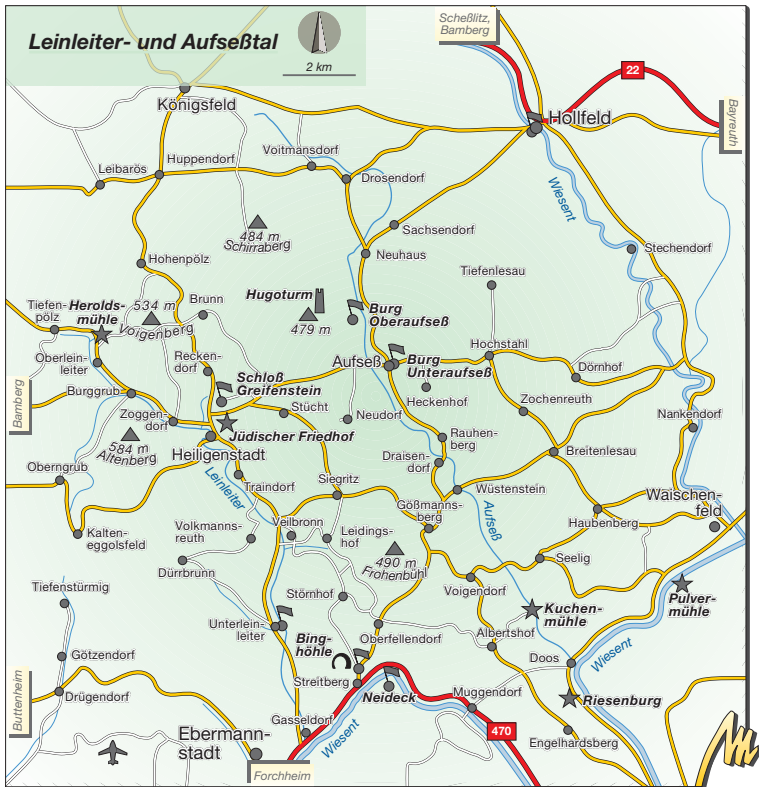 Leinleiter- und Aufseßtal
2 km
Scheßlitz,
Bamberg
22
Bayreuth
Königsfeld
Hollfeld
Voitmansdorf
Huppendorf
Leibarös
Drosendorf
Wiesent
484 m
Schirraberg
Sachsendorf
Neuhaus
Stechendorf
Hohenpölz
Tiefenlesau
Tiefen-
pölz
Herolds-
mühle
534 m
Voigenberg
Brunn
Hugoturm
479 m
Burg
Oberaufseß
Oberlein-
leiter
Recken-
dorf
Aufseß
Burg
Unteraufseß
Hochstahl
Dörnhof
Bamberg
Burggrub
Schloß
Greifenstein
Heckenhof
Zochenreuth
Zoggen-
dorf
Stücht
Neudorf
Nankendorf
584 m
Altenberg
Jüdischer Friedhof
Heiligenstadt
Rauhen-
berg
Draisen-
dorf
Breitenlesau
Oberngrub
Leinleiter
Traindorf
Siegritz
Wüstenstein
Waischen-
feld
Gößmanns-
berg
Aufseß
Haubenberg
Kalten-
eggolsfeld
Volkmanns-
reuth
Veilbronn
Leidings-
hof
490 m
Frohenbühl
Dürrbrunn
Seelig
Tiefenstürmig
Störnhof
Voigendorf
Kuchen-
mühle
Pulver-
mühle
Unterlein-
leiter
Bing-
höhle
Oberfellendorf
Albertshof
Götzendorf
Doos
Wiesent
Buttenheim
Drügendorf
Streitberg
Neideck
Muggendorf
Riesenburg
Gasseldorf
Wiesent
Ebermann-
stadt
470
Engelhardsberg
Forchheim